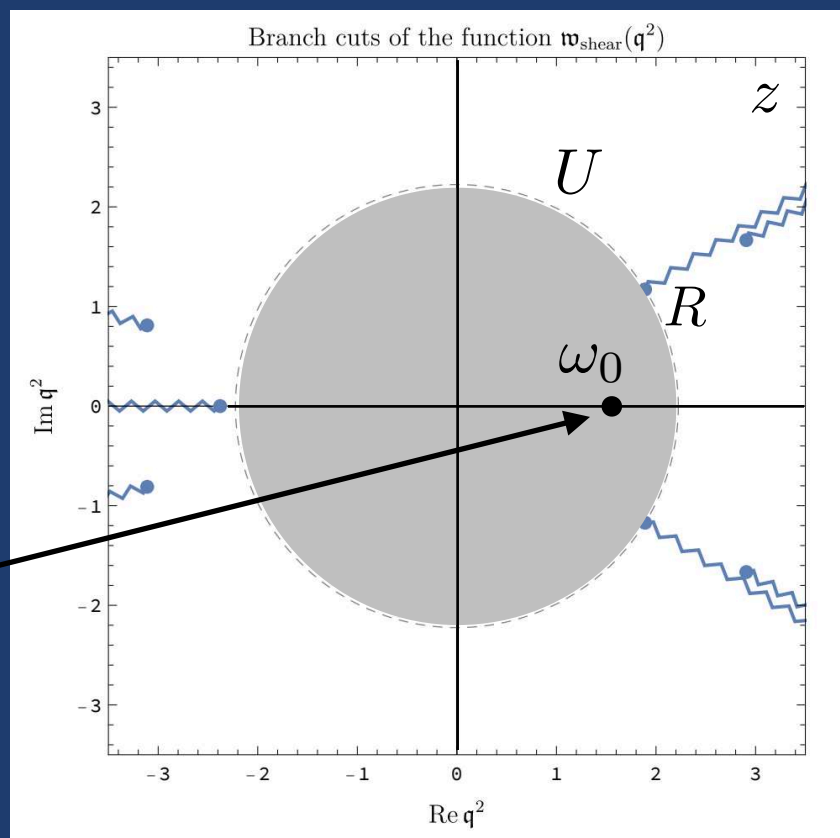 Branch cuts of the function 𝔴shear(𝔮²)
z
U
R
ω₀
3
2
1
0
-1
-2
-3
Im 𝔮²
-3 -2 -1 0 1 2 3
Re 𝔮²